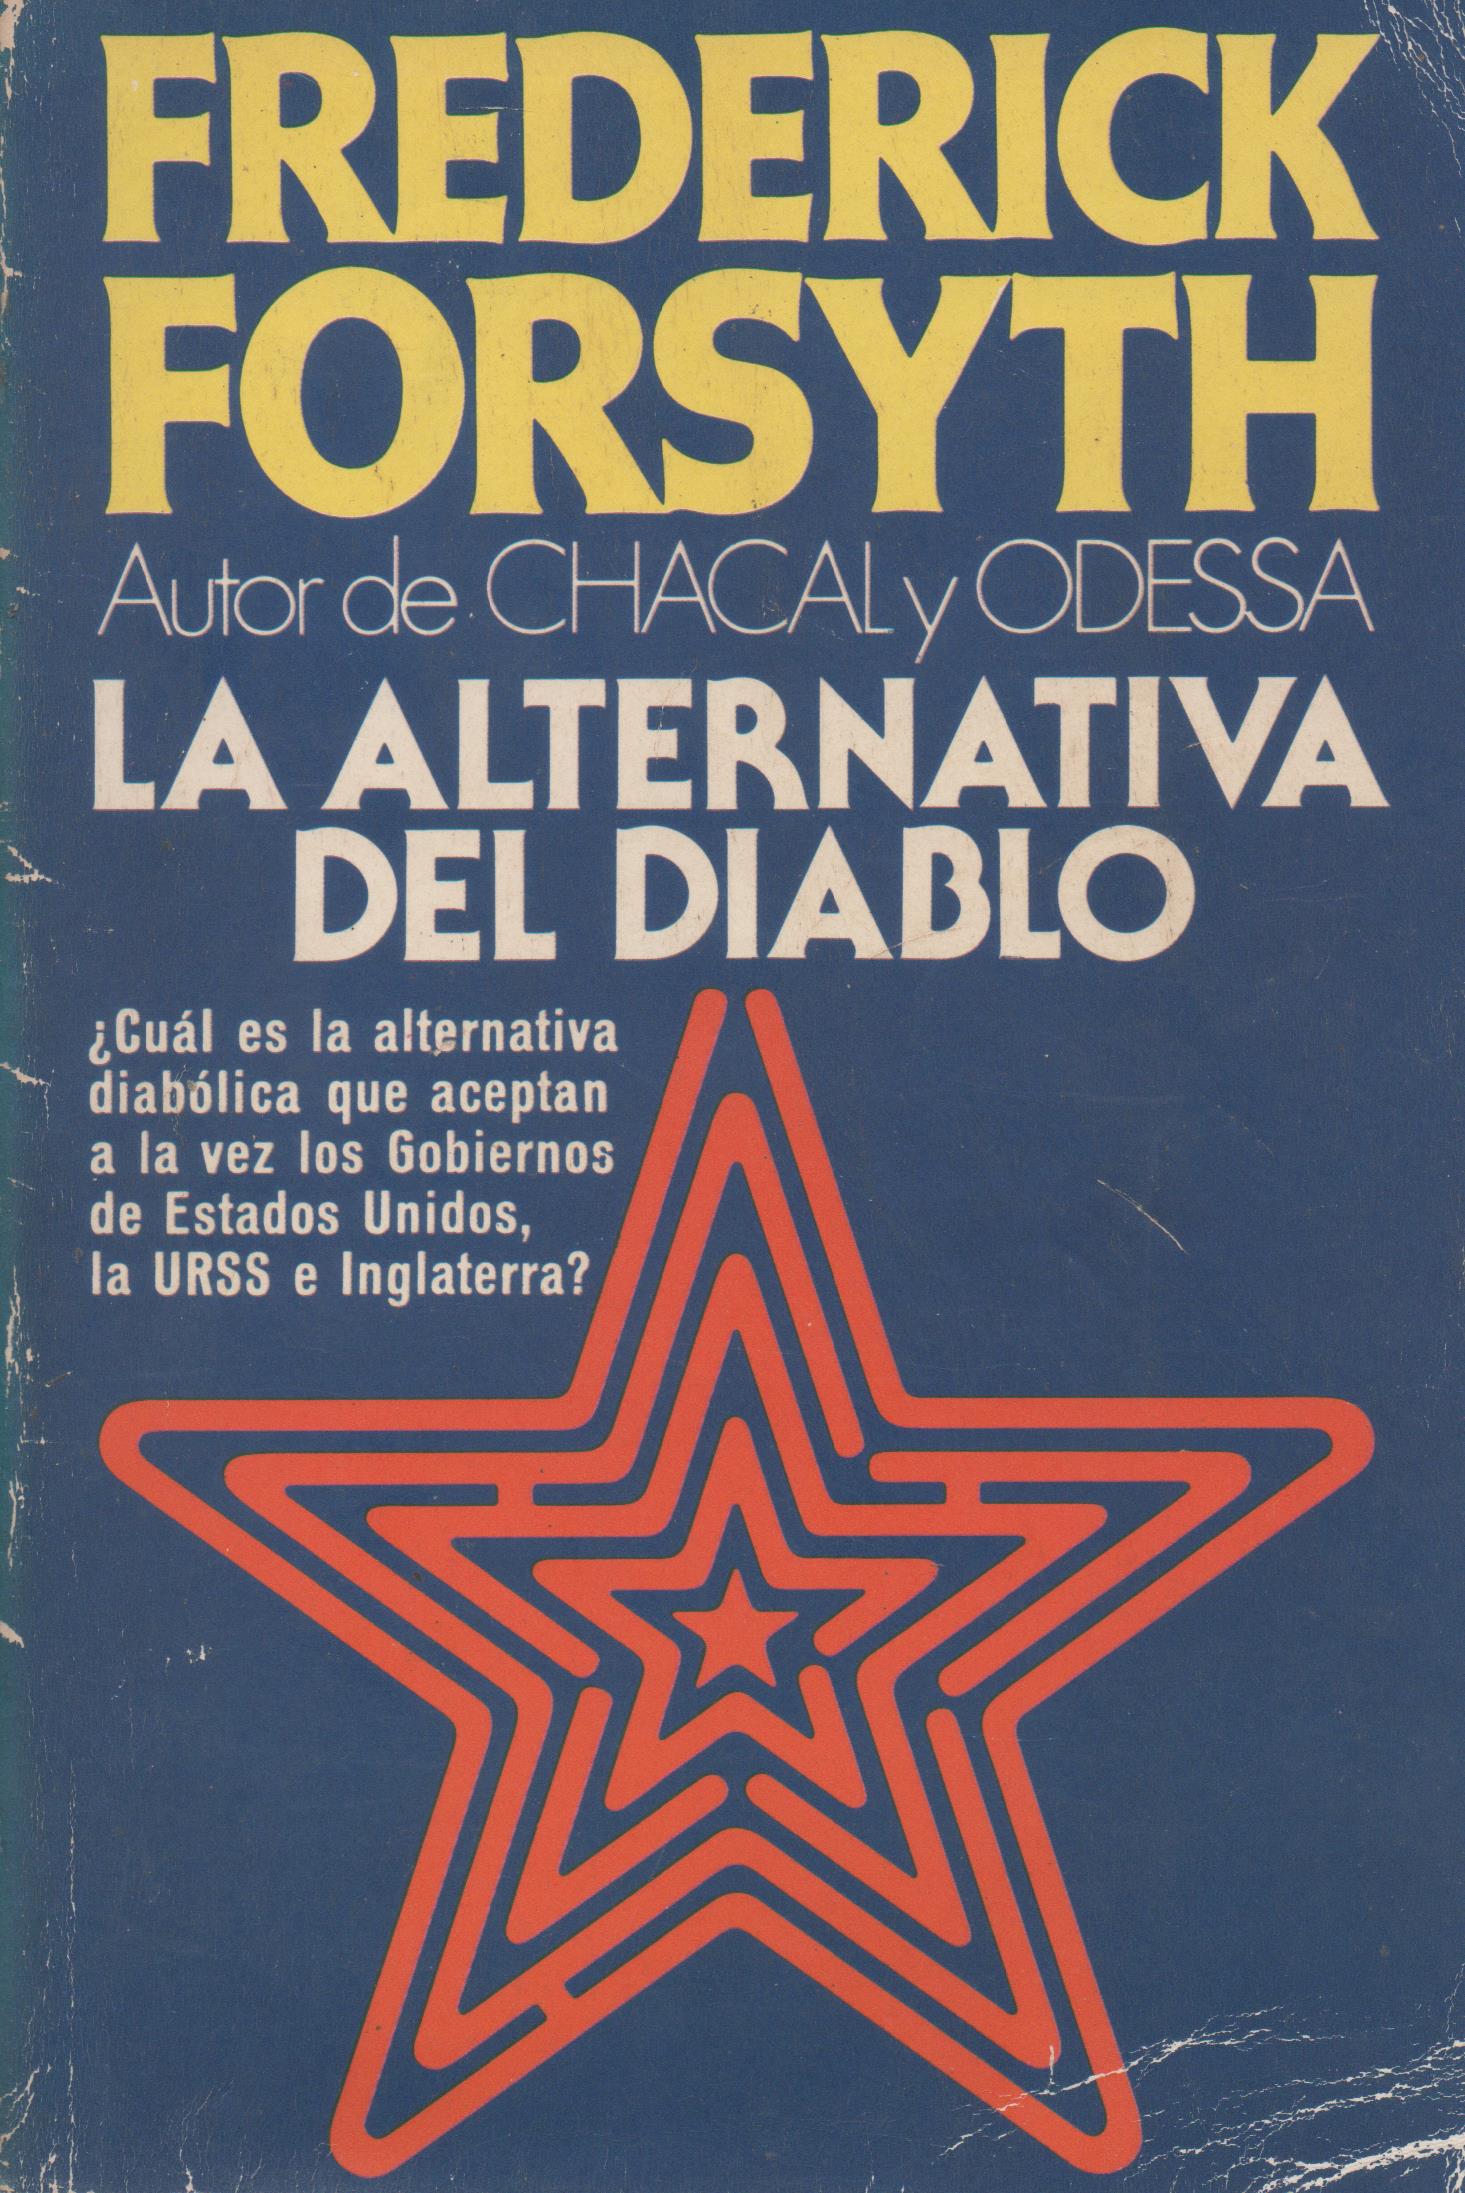 FREDERICK
FORSYTH
Autor de CHACAL y ODESSA
LA ALTERNATIVA
DEL DIABLO
¿Cuál es la alternativa
diabólica que aceptan
a la vez los Gobiernos
de Estados Unidos,
la URSS e Inglaterra?